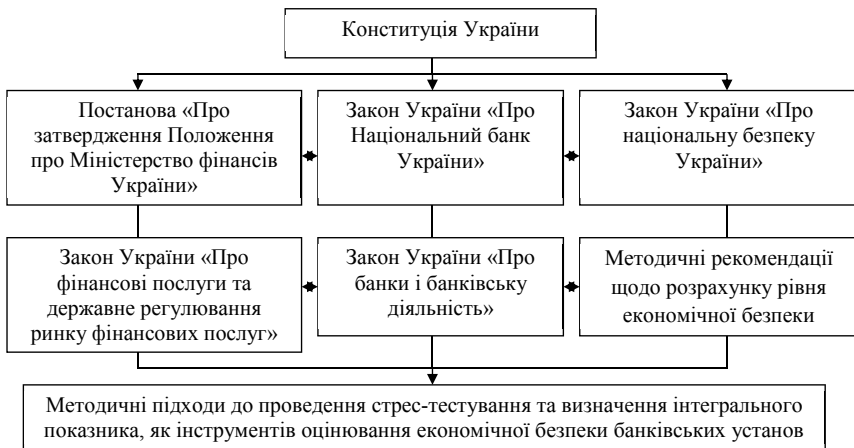 Конституція України
Постанова «Про
затвердження Положення
про Міністерство фінансів
України»
Закон України «Про
Національний банк
України»
Закон України «Про
національну безпеку
України»
Закон України «Про
фінансові послуги та
державне регулювання
ринку фінансових послуг»
Закон України «Про
банки і банківську
діяльність»
Методичні рекомендації
щодо розрахунку рівня
економічної безпеки
Методичні підходи до проведення стрес-тестування та визначення інтегрального
показника, як інструментів оцінювання економічної безпеки банківських установ